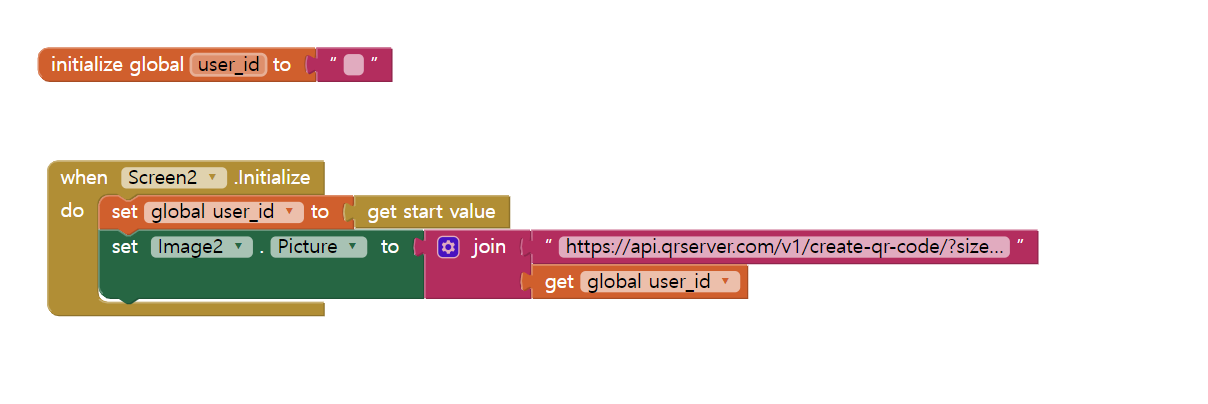 initialize global user_id to " "
when Screen2 .Initialize
do set global user_id to get start value
set Image2 . Picture to join " https://api.qrserver.com/v1/create-qr-code/?size... "
get global user_id